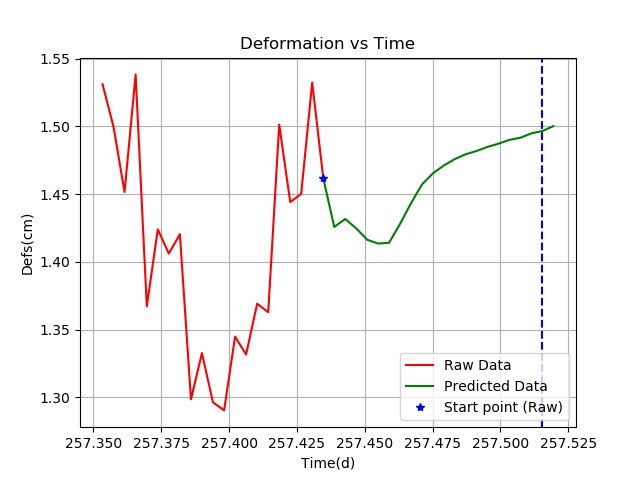 Deformation vs Time
Defs(cm)
1.55
1.50
1.45
1.40
1.35
1.30
Raw Data
Predicted Data
Start point (Raw)
257.350 257.375 257.400 257.425 257.450 257.475 257.500 257.525
Time(d)